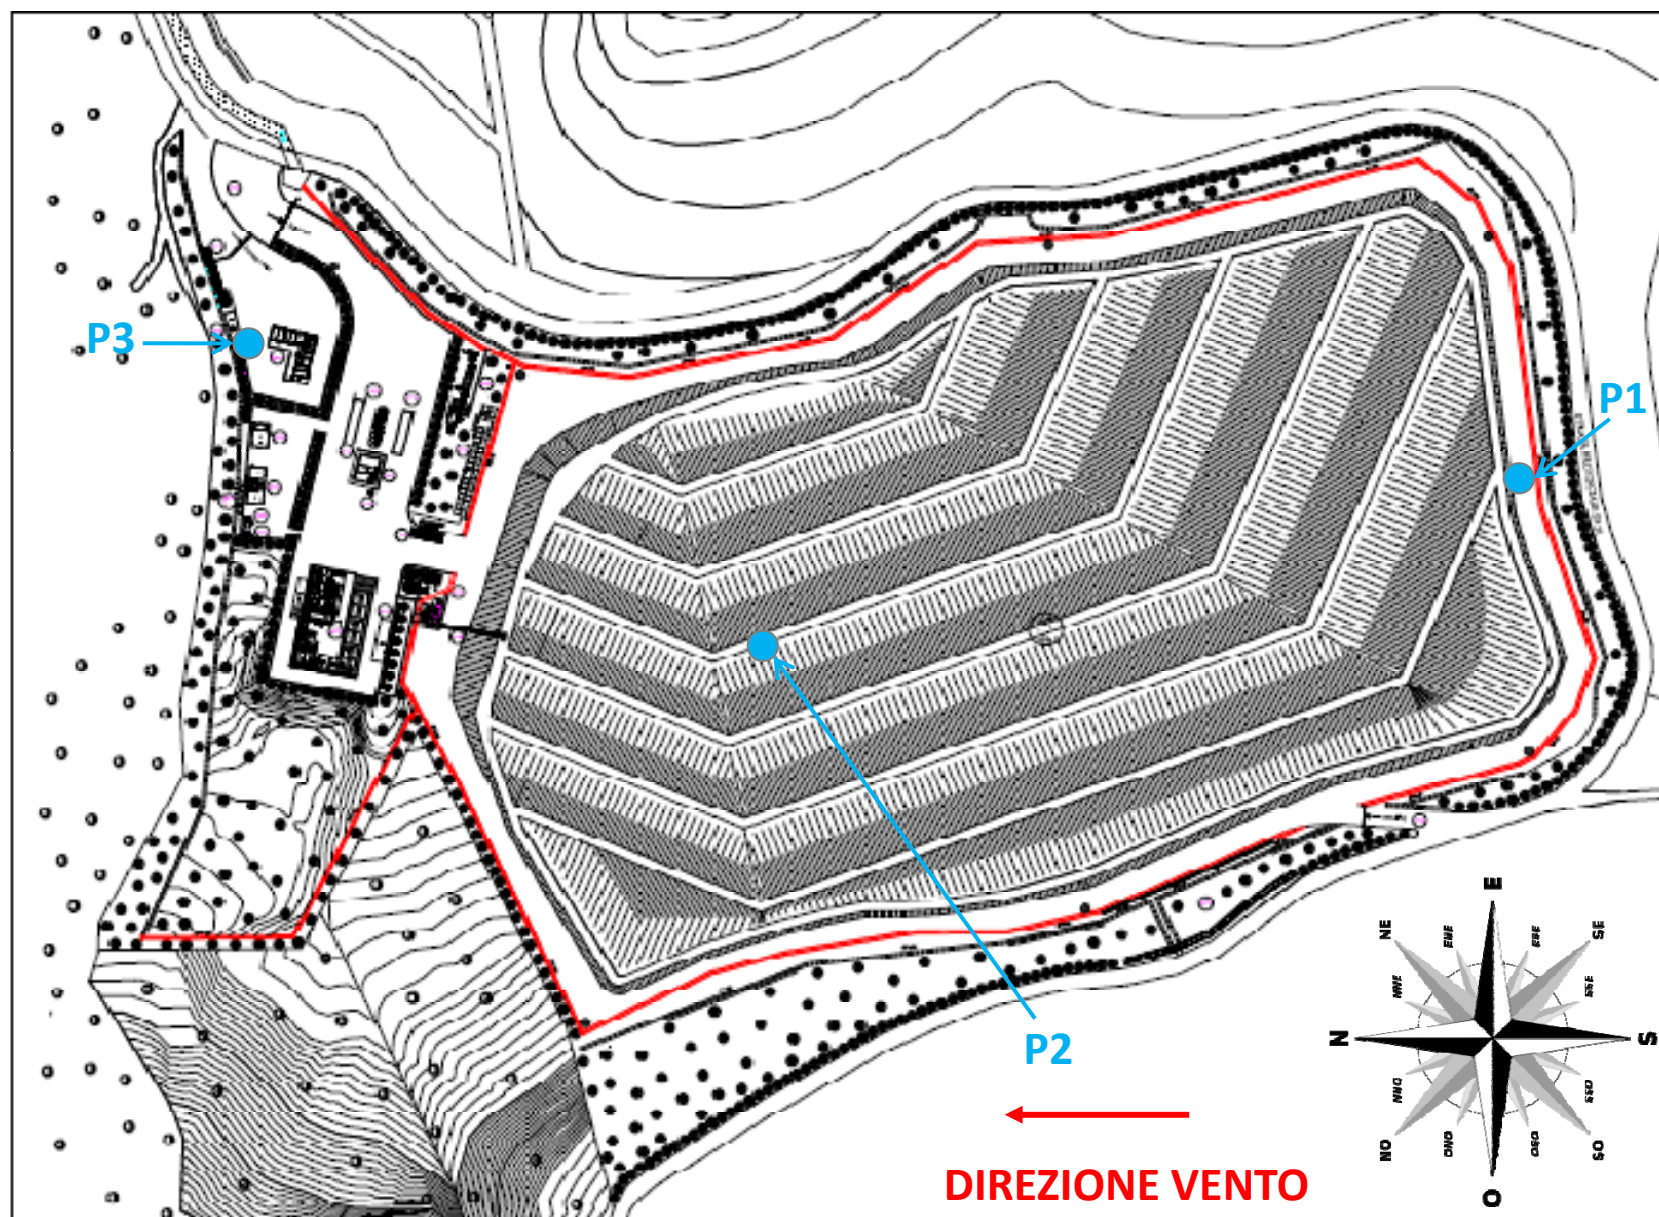 P3
P1
P2
DIREZIONE VENTO
E
NE
ENE
ESE
SE
NNE
SSE
N
S
NNO
SSO
NO
ONO
OSO
SO
O